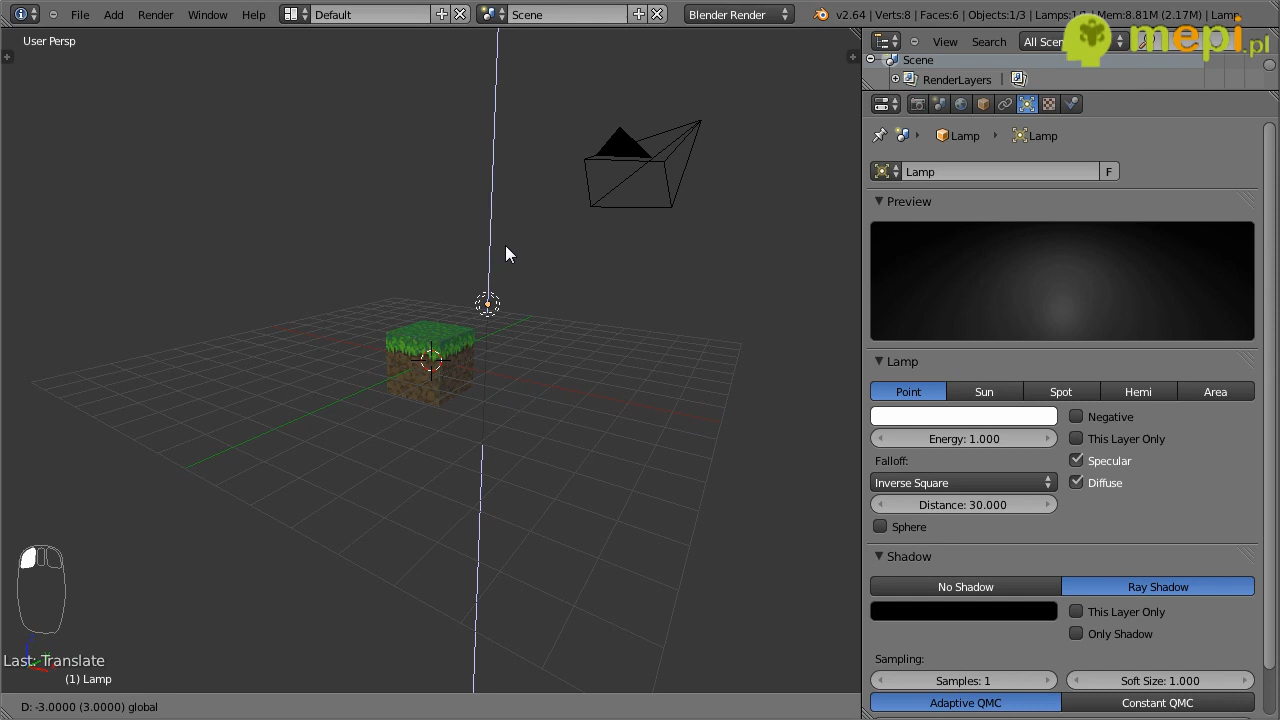 File Add Render Window Help Default Scene Blender Render v2.64 | Verts:8 | Faces:6 | Objects:1/3 | Lamps:1 | Mem:8.81M (2.17M) | Lamp
User Persp
View Search All Scen
mepi.pl
Scene
RenderLayers
Lamp Lamp
Lamp F
Preview
Lamp
Point Sun Spot Hemi Area
Negative
Energy: 1.000 This Layer Only
Falloff: Specular
Inverse Square Diffuse
Distance: 30.000
Sphere
Shadow
No Shadow Ray Shadow
This Layer Only
Only Shadow
Sampling:
Last: Translate
(1) Lamp
Samples: 1 Soft Size: 1.000
Adaptive QMC Constant QMC
D: -3.0000 (3.0000) global